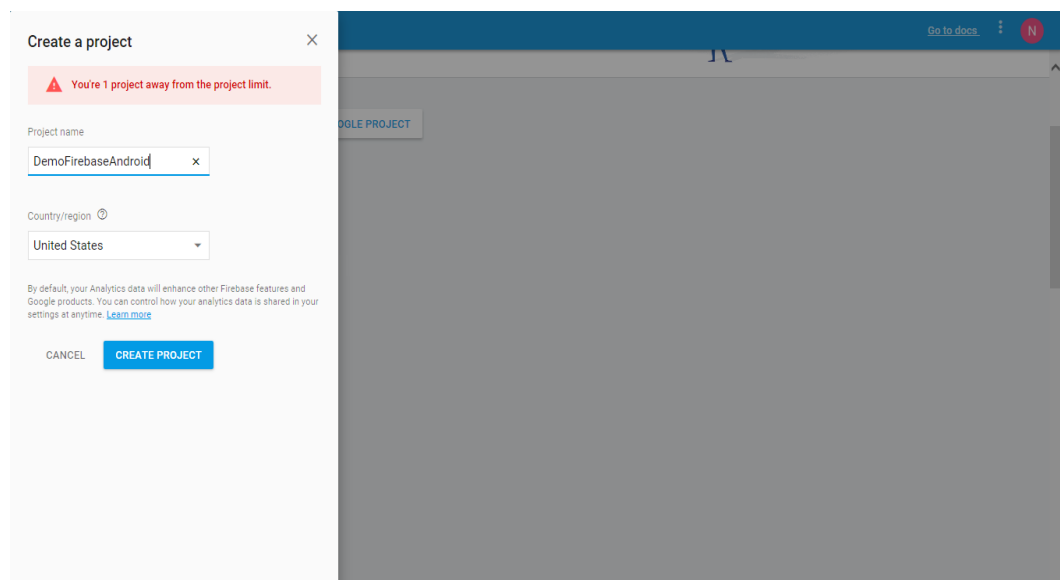 Create a project
Go to docs
N
You're 1 project away from the project limit.
OGLE PROJECT
Project name
DemoFirebaseAndroid
Country/region
United States
By default, your Analytics data will enhance other Firebase features and
Google products. You can control how your analytics data is shared in your
settings at anytime. Learn more
CANCEL CREATE PROJECT